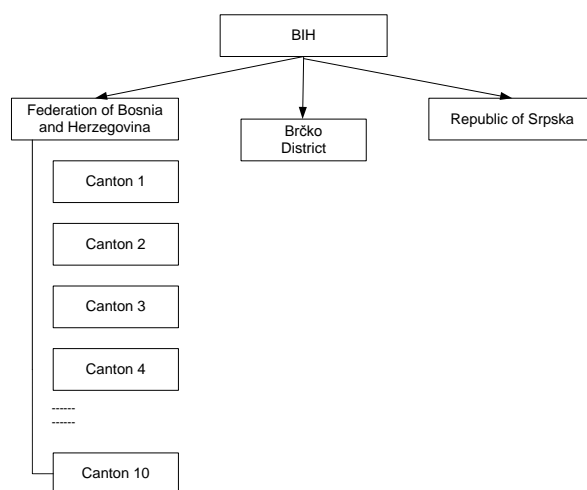 BIH
Federation of Bosnia
and Herzegovina
Brčko
District
Republic of Srpska
Canton 1
Canton 2
Canton 3
Canton 4
------
------
Canton 10